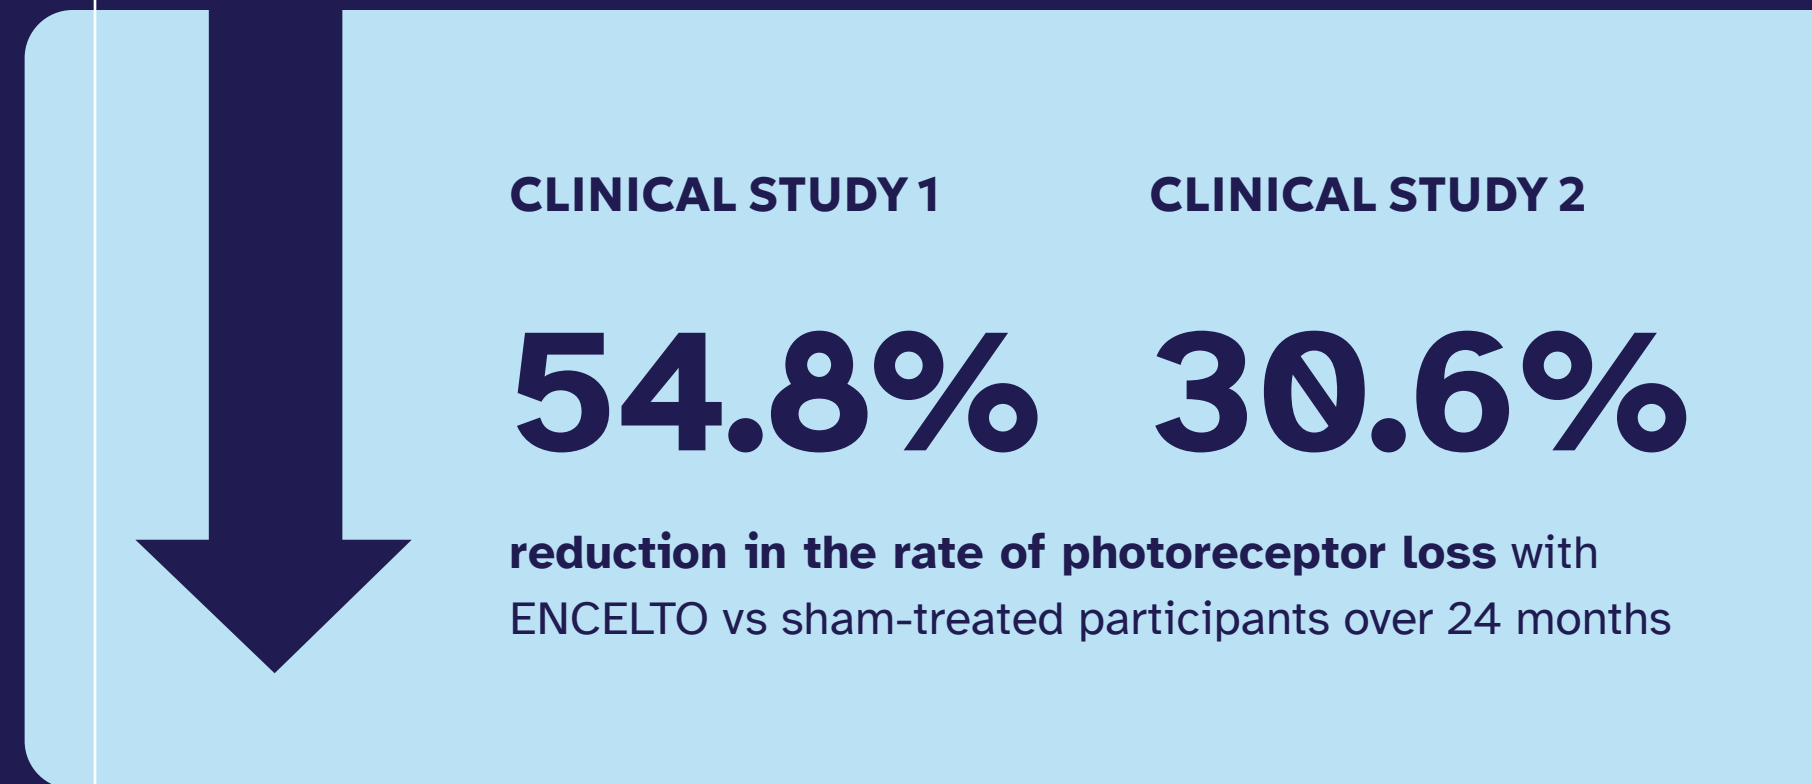 CLINICAL STUDY 1
CLINICAL STUDY 2
54.8%
30.6%
reduction in the rate of photoreceptor loss with
ENCELTO vs sham-treated participants over 24 months